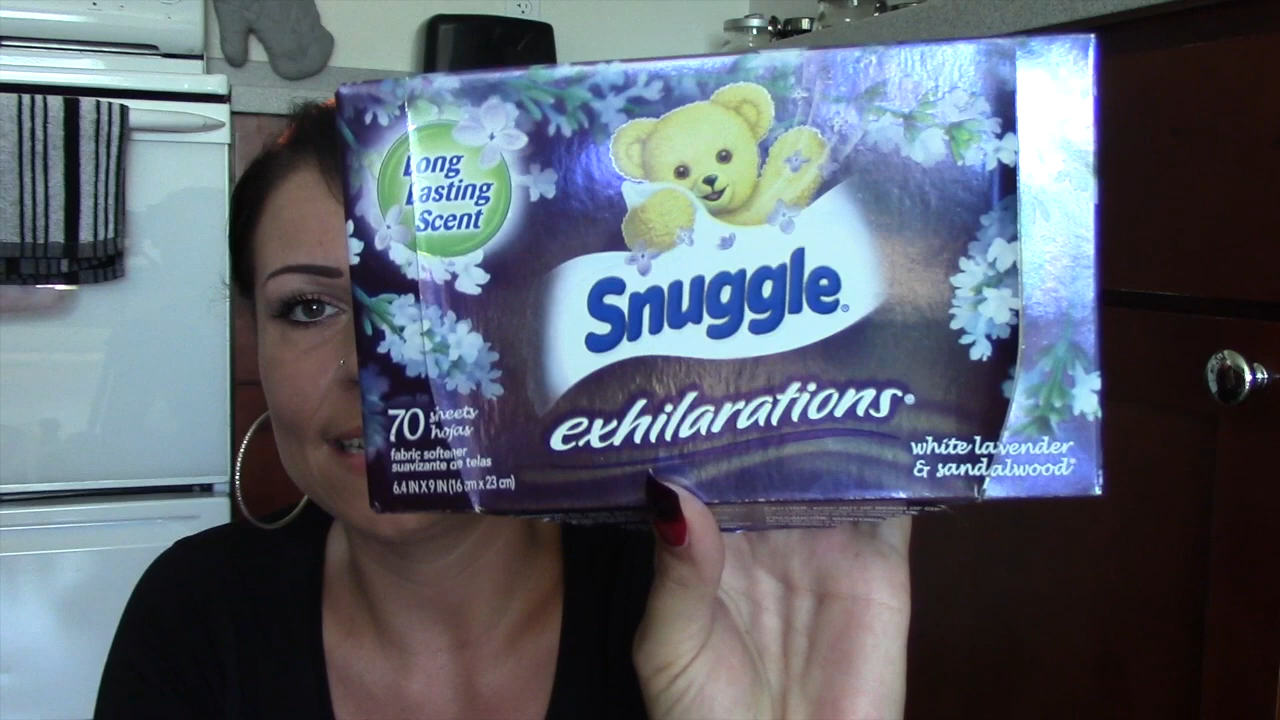 Long
Lasting
Scent
Snuggle®
exhilarations®
70 sheets
hojas
fabric softener
suavizante de telas
6.4 IN X 9 IN (16 cm x 23 cm)
white lavender
& sandalwood*